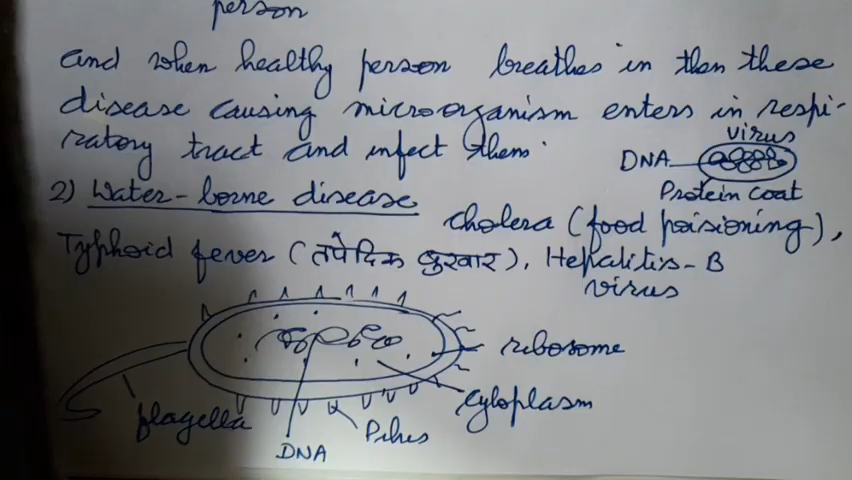 person
and when healthy person breathes in then these
disease causing microorganism enters in respi-
ratory tract and infect them.
virus
DNA
Protein coat
2) Water-borne disease
cholera (food poisioning),
Typhoid fever (तपेदिक बुखार), Hepalitis-B
virus
ribosome
cytoplasm
flagella
Pilus
DNA